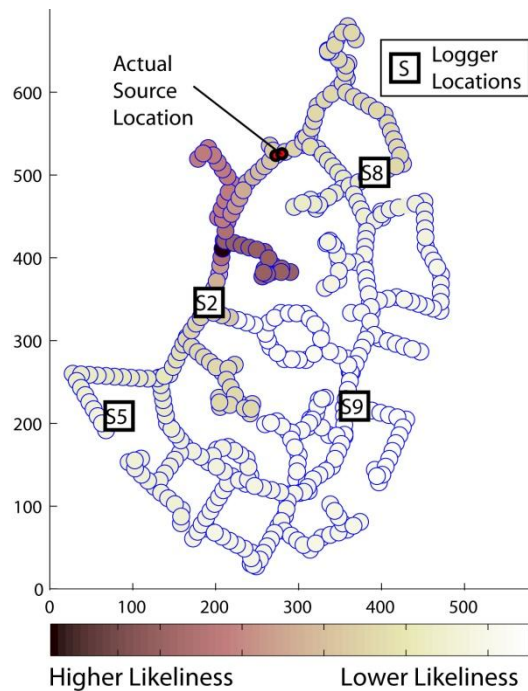 Actual
Source
Location
S Logger
Locations
600
500
400
300
200
100
0
S8
S2
S9
S5
0 100 200 300 400 500
Higher Likeliness Lower Likeliness